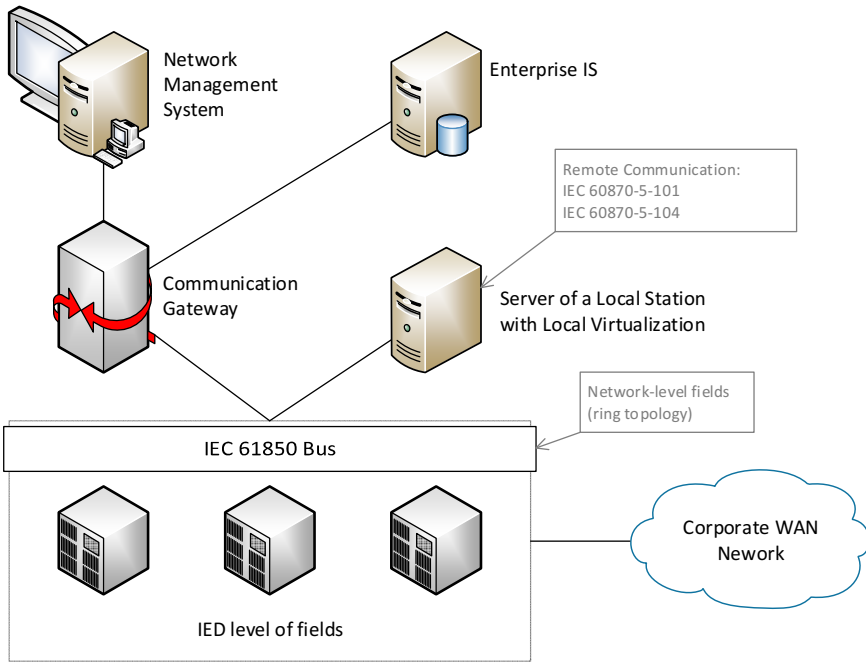 Network
Management
System
Enterprise IS
Remote Communication:
IEC 60870-5-101
IEC 60870-5-104
Communication
Gateway
Server of a Local Station
with Local Virtualization
Network-level fields
(ring topology)
IEC 61850 Bus
Corporate WAN
Nework
IED level of fields